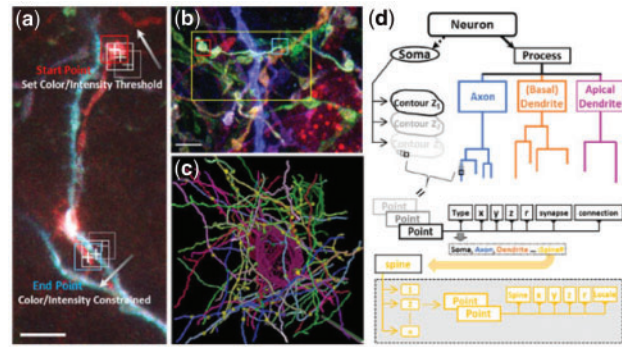 (a)
Start Point
Set Color/Intensity Threshold
End Point
Color/Intensity Constrained
(b)
(c)
(d)
Neuron
Soma
Process
Contour Z1
Contour Z2
Contour Z
Axon
(Basal)
Dendrite
Apical
Dendrite
Point
Point
Point
Type x y z r synapse connection
Soma, Axon, Dendrite ... (Spine)
spine
1
2
n
Point
Point
Spine x y z r Locale